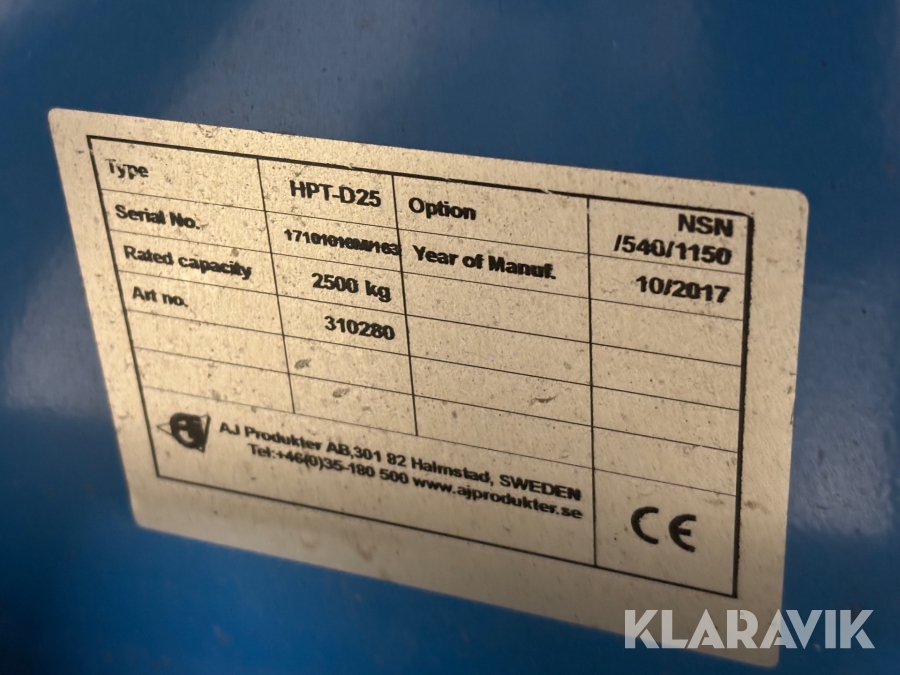 Type HPT-D25 Option NSN
/540/1150
Serial No. Year of Manuf. 10/2017
Rated capacity 2500 kg
Art no. 310280
AJ Produkter AB,301 82 Halmstad, SWEDEN
Tel:+46(0)35-180 500 www.ajprodukter.se
CE
KLARAVIK